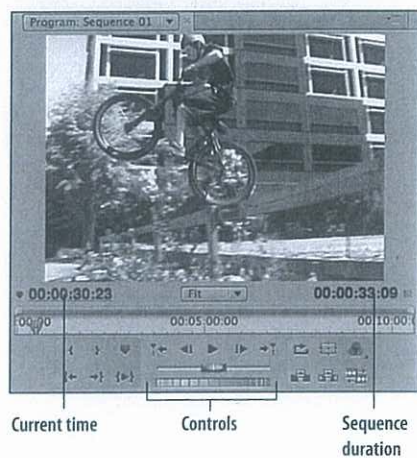 Program: Sequence 01
00:00:30:23 Fit 00:00:33:09
00:00 00:05:00:00 00:10:00
Current time Controls Sequence
duration